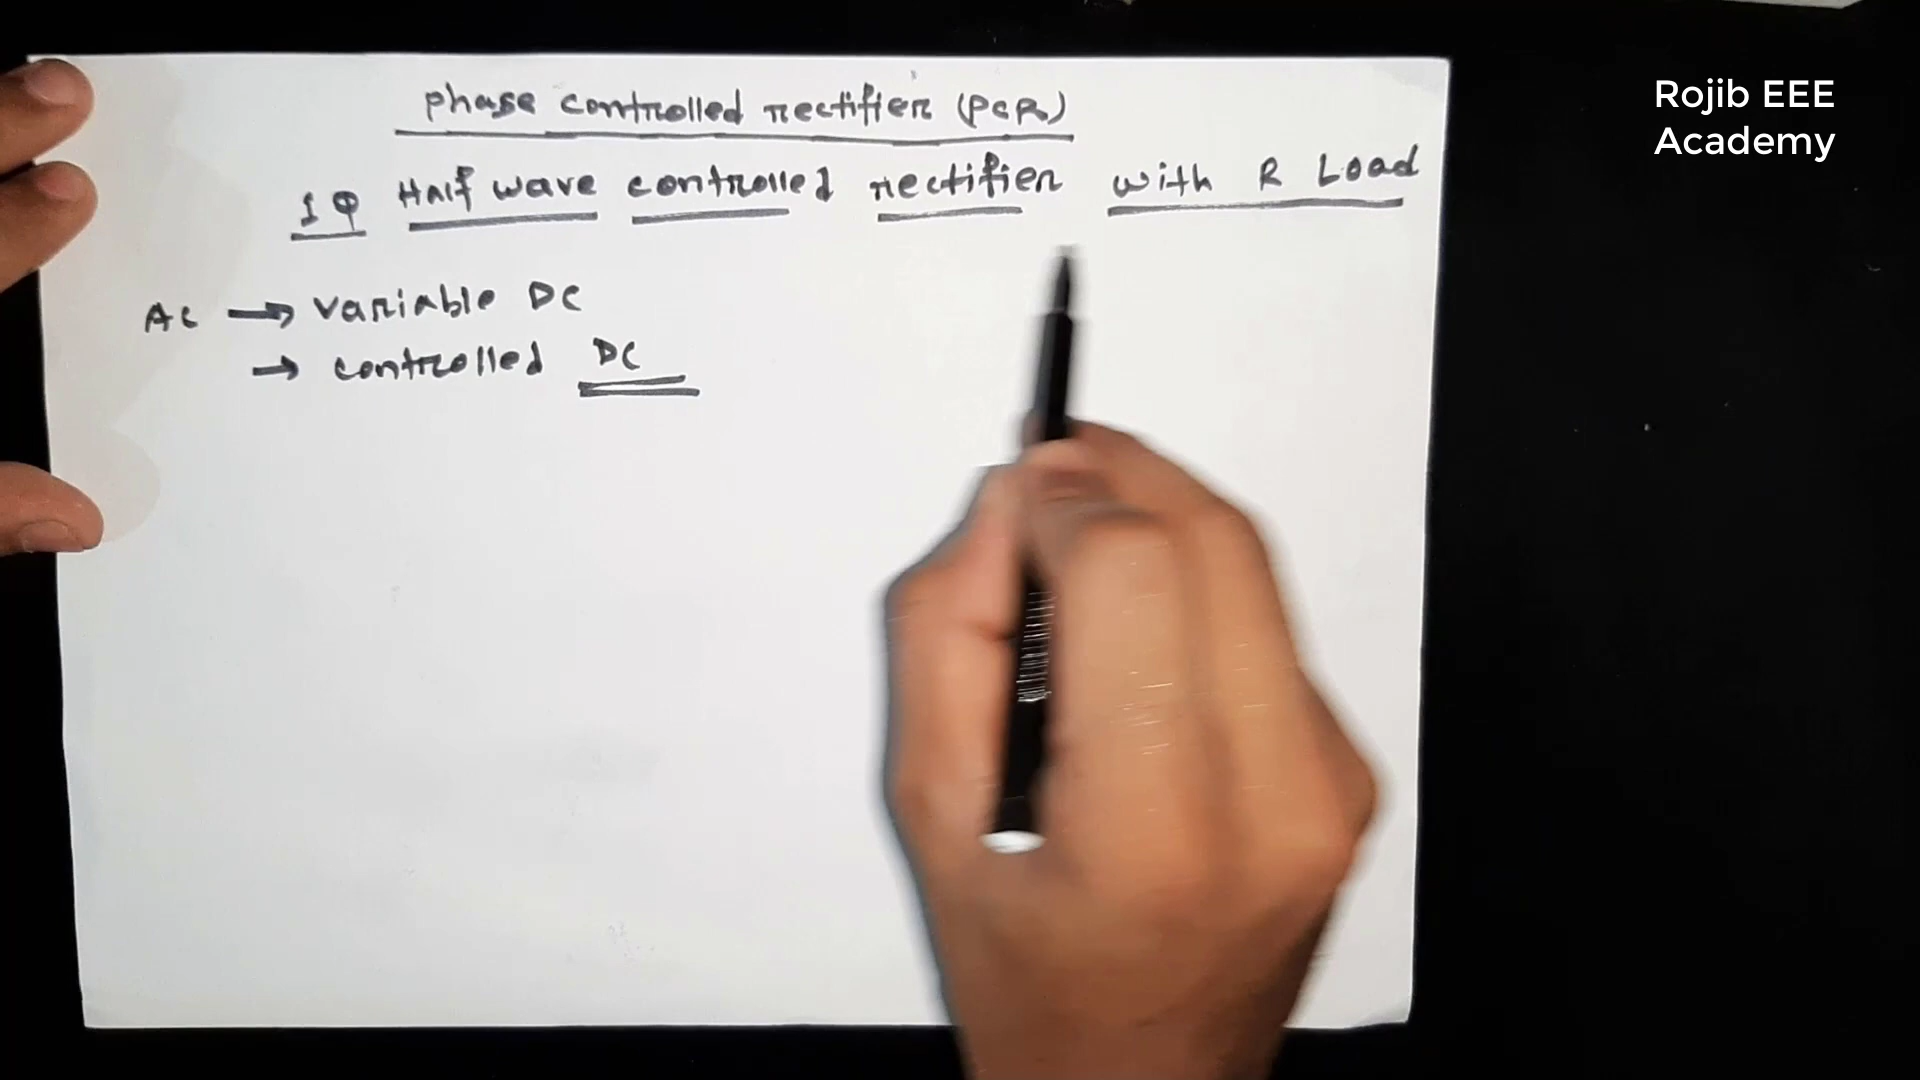 Phase controlled rectifier (PCR)
1φ Half wave controlled rectifier with R Load
AC → variable DC
→ controlled DC
Rojib EEE
Academy